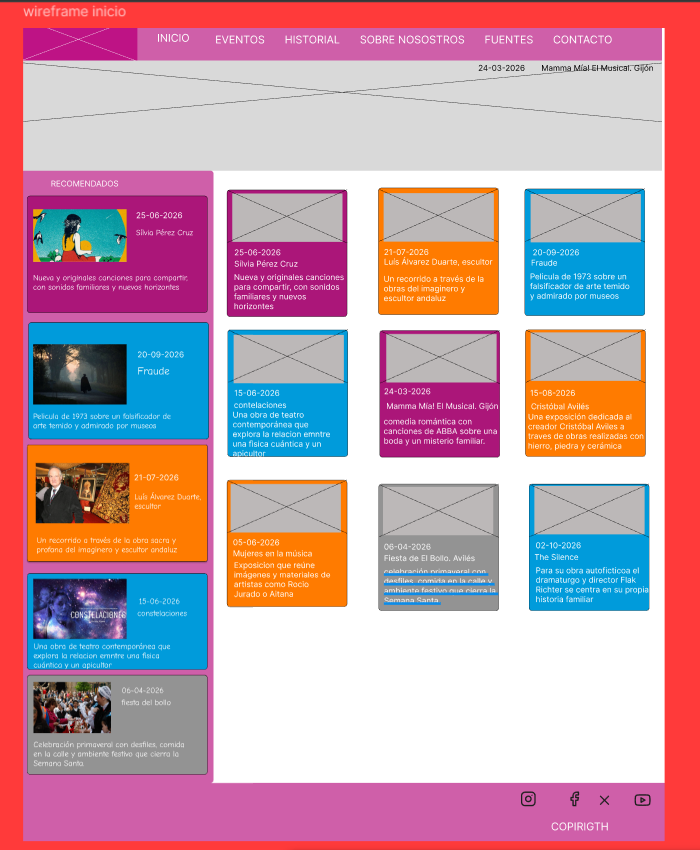 wireframe inicio
INICIO
EVENTOS
HISTORIAL
SOBRE NOSOSTROS
FUENTES
CONTACTO
24-03-2026
Mamma Mía! El Musical. Gijón
RECOMENDADOS
25-06-2026
Silvia Pérez Cruz
Nueva y originales canciones para compartir,
con sonidos familiares y nuevos horizontes
20-09-2026
Fraude
Pelicula de 1973 sobre un falsificador de
arte temido y admirado por museos
21-07-2026
Luís Álvarez Duarte,
escultor
Un recorrido a través de la obra sacra y
profana del imaginero y escultor andaluz
CONSTELACIONES
15-06-2026
constelaciones
Una obra de teatro contemporánea que
explora la relacion emntre una fisica
cuántica y un apicultor
06-04-2026
fiesta del bollo
Celebración primaveral con desfiles, comida
en la calle y ambiente festivo que cierra la
Semana Santa
25-06-2026
Silvia Pérez Cruz
Nueva y originales canciones
para compartir, con sonidos
familiares y nuevos
horizontes
21-07-2026
Luís Álvarez Duarte, escultor
Un recorrido a través de la
obras del imaginero y
escultor andaluz
20-09-2026
Fraude
Pelicula de 1973 sobre un
falsificador de arte temido
y admirado por museos
15-06-2026
contelaciones
Una obra de teatro
contemporánea que
explora la relacion emntre
una fisica cuántica y un
apicultor
24-03-2026
Mamma Mía! El Musical. Gijón
comedia romántica con
canciones de ABBA sobre una
boda y un misterio familiar.
15-08-2026
Cristóbal Avilés
Una exposición dedicada al
creador Cristóbal Aviles a
traves de obras realizadas con
hierro, piedra y cerámica
05-06-2026
Mujeres en la música
Exposicion que reúne
imágenes y materiales de
artistas como Rocio
Jurado o Aitana
06-04-2026
FIesta de El Bollo. Avilés
celebración primaveral con
desfiles, comida en la calle y
ambiente festivo que cierra la
Semana Santa
02-10-2026
The Silence
Para su obra autoficticoa el
dramaturgo y director Flak
Richter se centra en su propia
historia familiar
COPIRIGTH